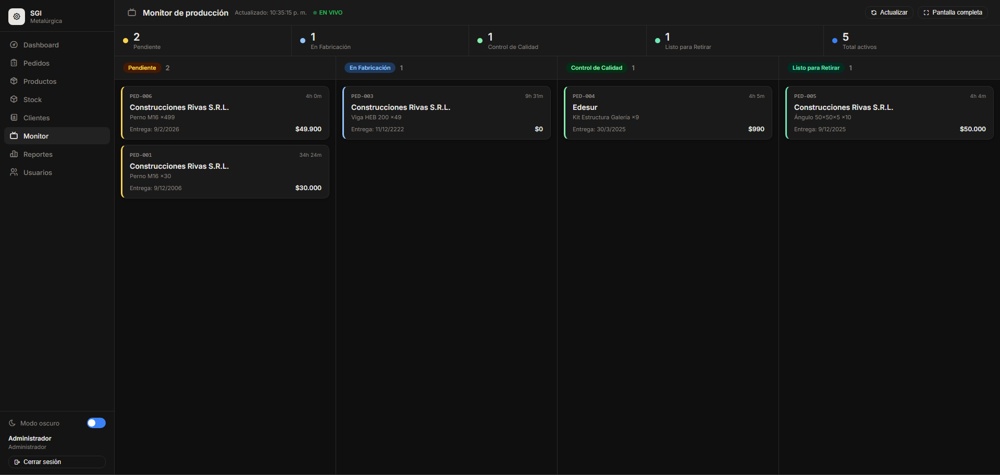 SGI
Metalúrgica
Dashboard
Pedidos
Productos
Stock
Clientes
Monitor
Reportes
Usuarios
Modo oscuro
Administrador
Administrador
Cerrar sesión
Monitor de producción Actualizado: 10:35:15 p. m. EN VIVO
Actualizar Pantalla completa
2
Pendiente
1
En Fabricación
1
Control de Calidad
1
Listo para Retirar
5
Total activos
Pendiente 2
PED-006 4h 0m
Construcciones Rivas S.R.L.
Perno M16 ×499
Entrega: 9/2/2026 $49.900
PED-001 34h 24m
Construcciones Rivas S.R.L.
Perno M16 ×30
Entrega: 9/12/2006 $30.000
En Fabricación 1
PED-003 9h 31m
Construcciones Rivas S.R.L.
Viga HEB 200 ×49
Entrega: 11/12/2222 $0
Control de Calidad 1
PED-004 4h 5m
Edesur
Kit Estructura Galería ×9
Entrega: 30/3/2025 $990
Listo para Retirar 1
PED-005 4h 4m
Construcciones Rivas S.R.L.
Ángulo 50×50×5 ×10
Entrega: 9/12/2025 $50.000